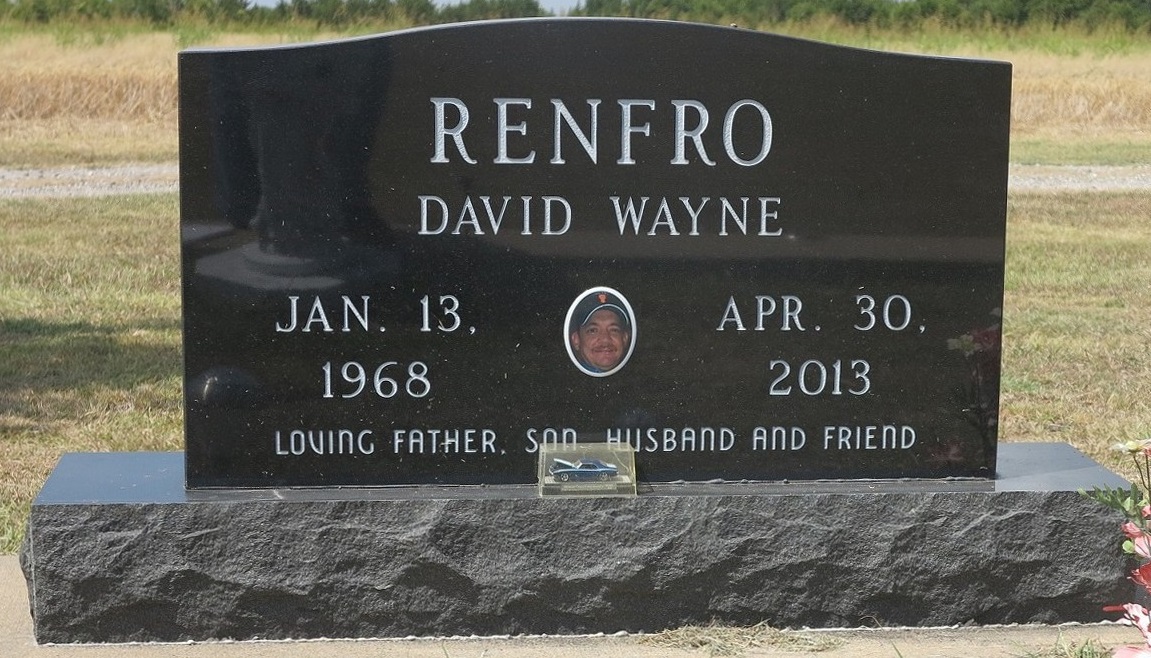 RENFRO
DAVID WAYNE
JAN. 13, APR. 30,
1968 2013
LOVING FATHER, SON, HUSBAND AND FRIEND